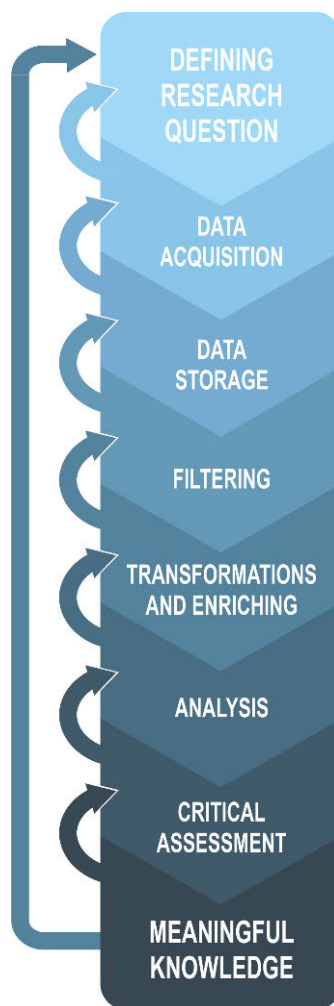 DEFINING
RESEARCH
QUESTION
DATA
ACQUISITION
DATA
STORAGE
FILTERING
TRANSFORMATIONS
AND ENRICHING
ANALYSIS
CRITICAL
ASSESSMENT
MEANINGFUL
KNOWLEDGE